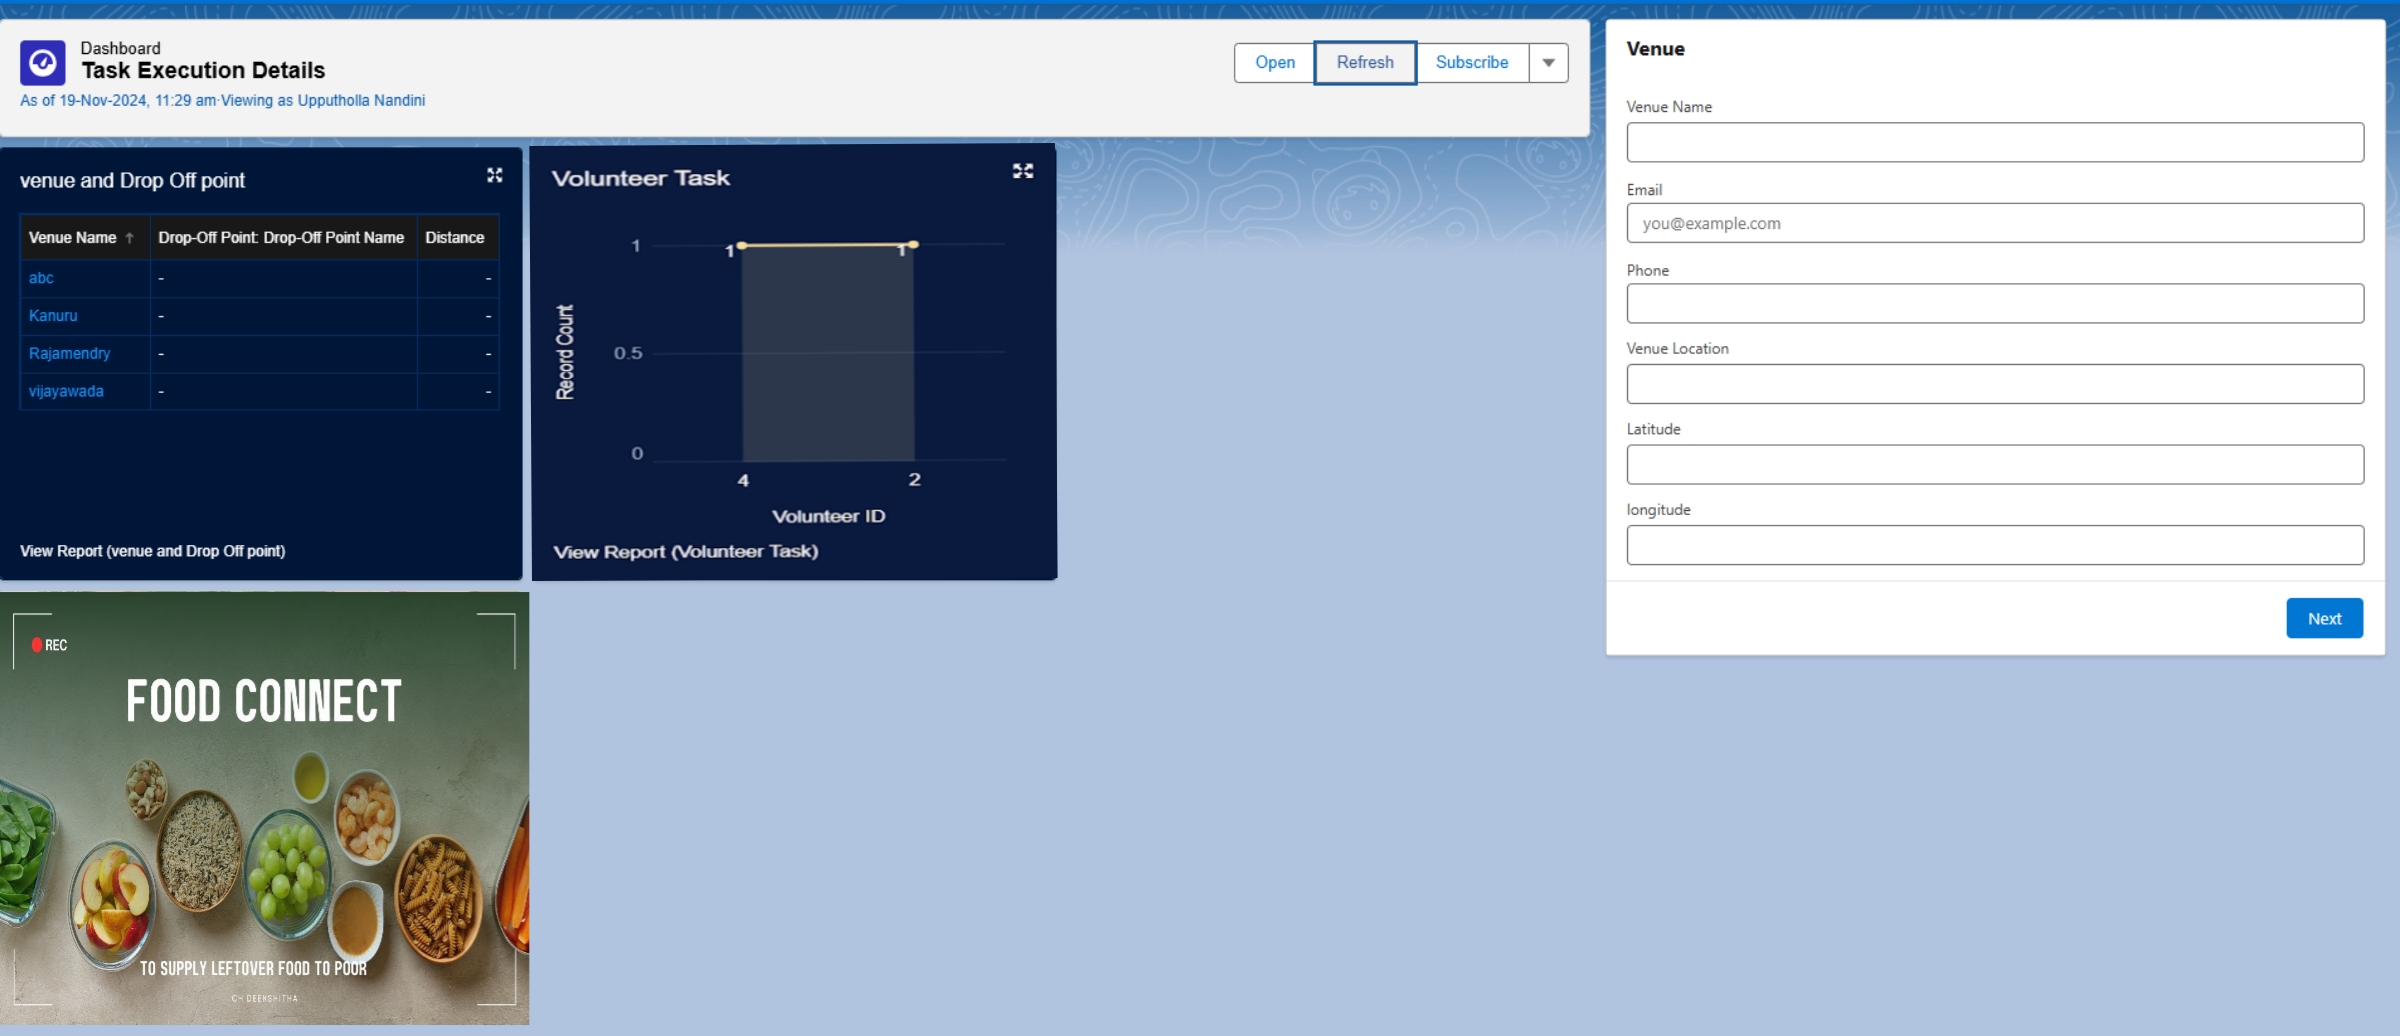 Dashboard
Task Execution Details
As of 19-Nov-2024, 11:29 am·Viewing as Upputholla Nandini
Open
Refresh
Subscribe
venue and Drop Off point
Venue Name ↑ Drop-Off Point: Drop-Off Point Name Distance
abc - -
Kanuru - -
Rajamendry - -
vijayawada - -
View Report (venue and Drop Off point)
Volunteer Task
1
1
1
0.5
0
Record Count
4 2
Volunteer ID
View Report (Volunteer Task)
REC
FOOD CONNECT
TO SUPPLY LEFTOVER FOOD TO POOR
CH DEEKSHITHA
Venue
Venue Name
Email
you@example.com
Phone
Venue Location
Latitude
longitude
Next